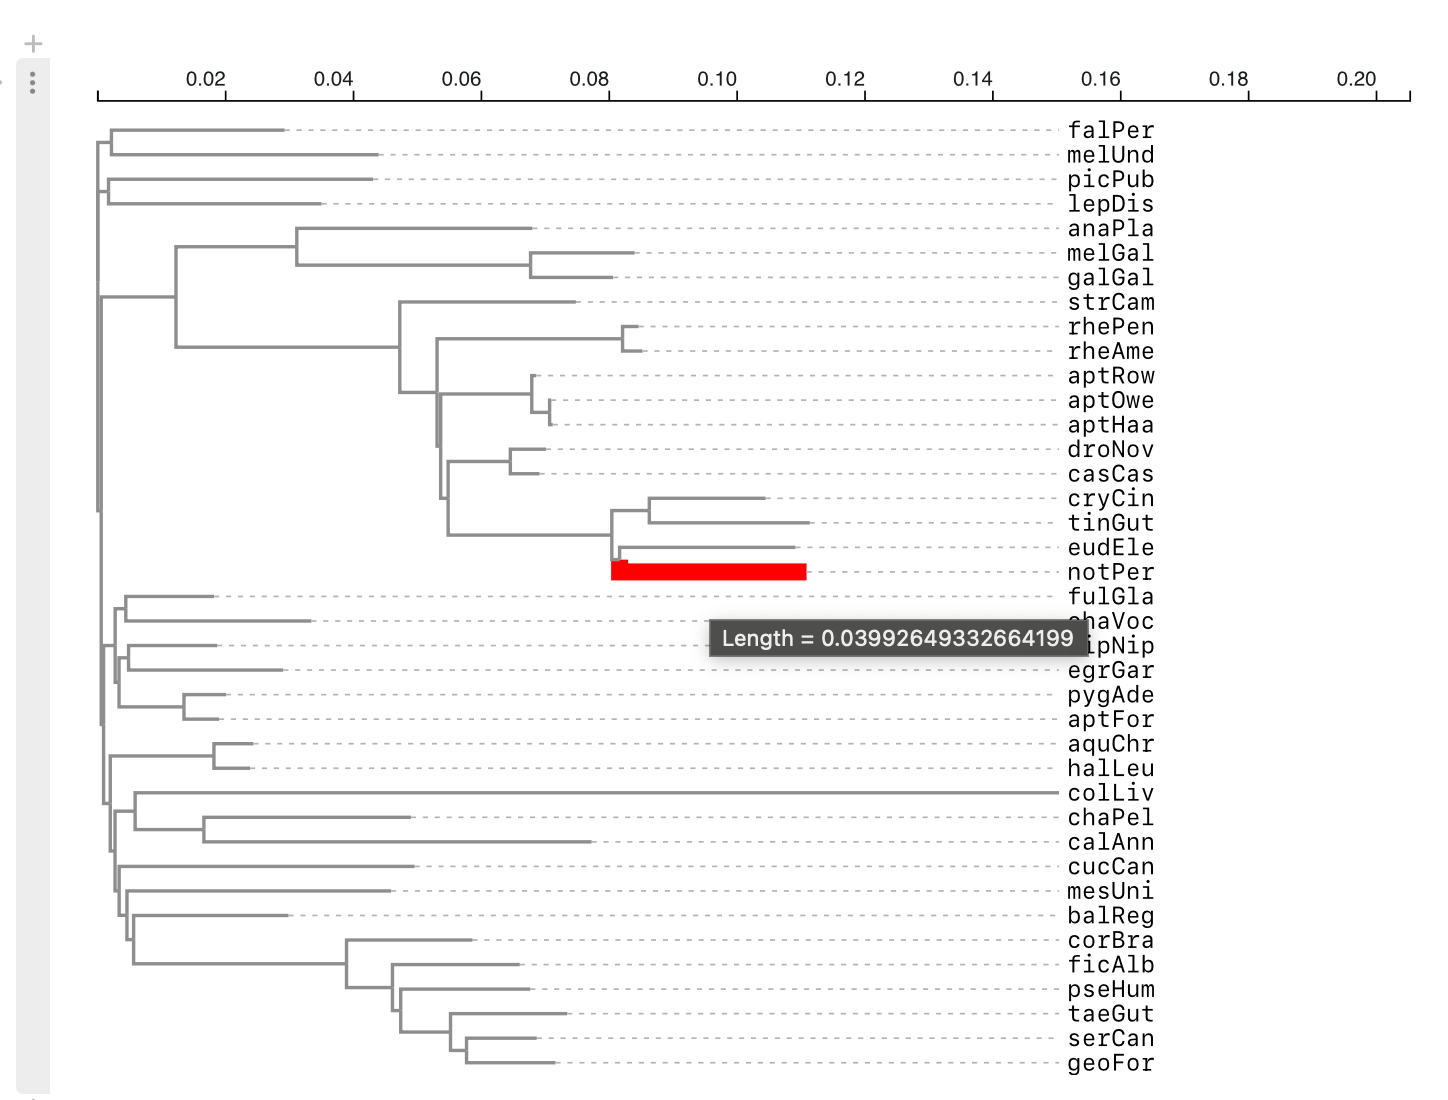 0.02 0.04 0.06 0.08 0.10 0.12 0.14 0.16 0.18 0.20
falPer
melUnd
picPub
lepDis
anaPla
melGal
galGal
strCam
rhePen
rheAme
aptRow
aptOwe
aptHaa
droNov
casCas
cryCin
tinGut
eudEle
notPer
fulGla
haVoc
Length = 0.03992649332664199
ipNip
egrGar
pygAde
aptFor
aquChr
halLeu
colLiv
chaPel
calAnn
cucCan
mesUni
balReg
corBra
ficAlb
pseHum
taeGut
serCan
geoFor